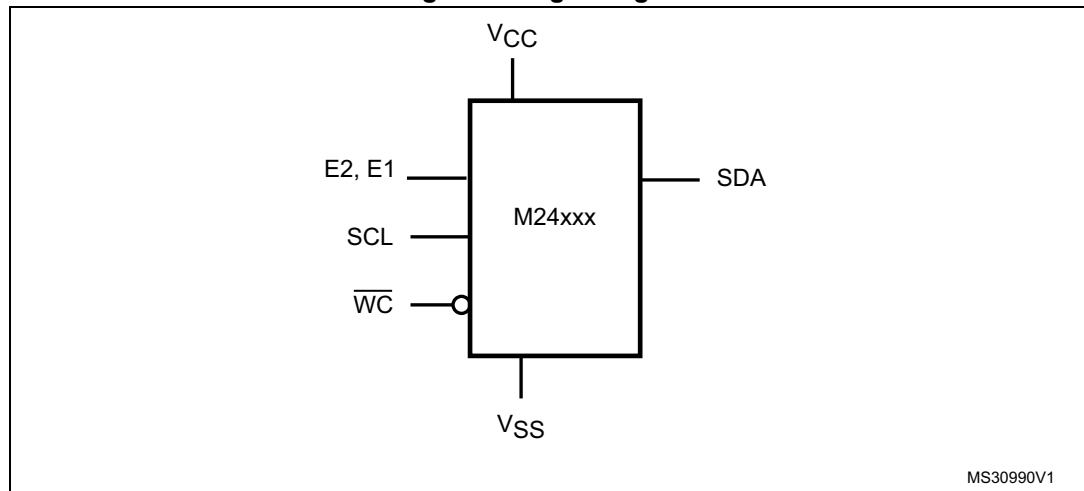 VCC
E2, E1
SDA
M24xxx
SCL
WC
VSS
MS30990V1